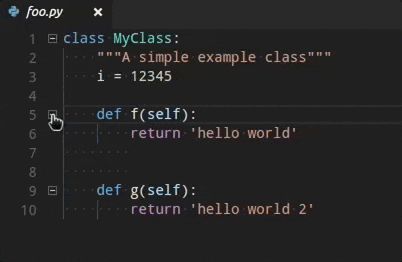 foo.py ×
1 class MyClass:
2 """A simple example class"""
3 i = 12345
4
5 def f(self):
6 return 'hello world'
7
8
9 def g(self):
10 return 'hello world 2'